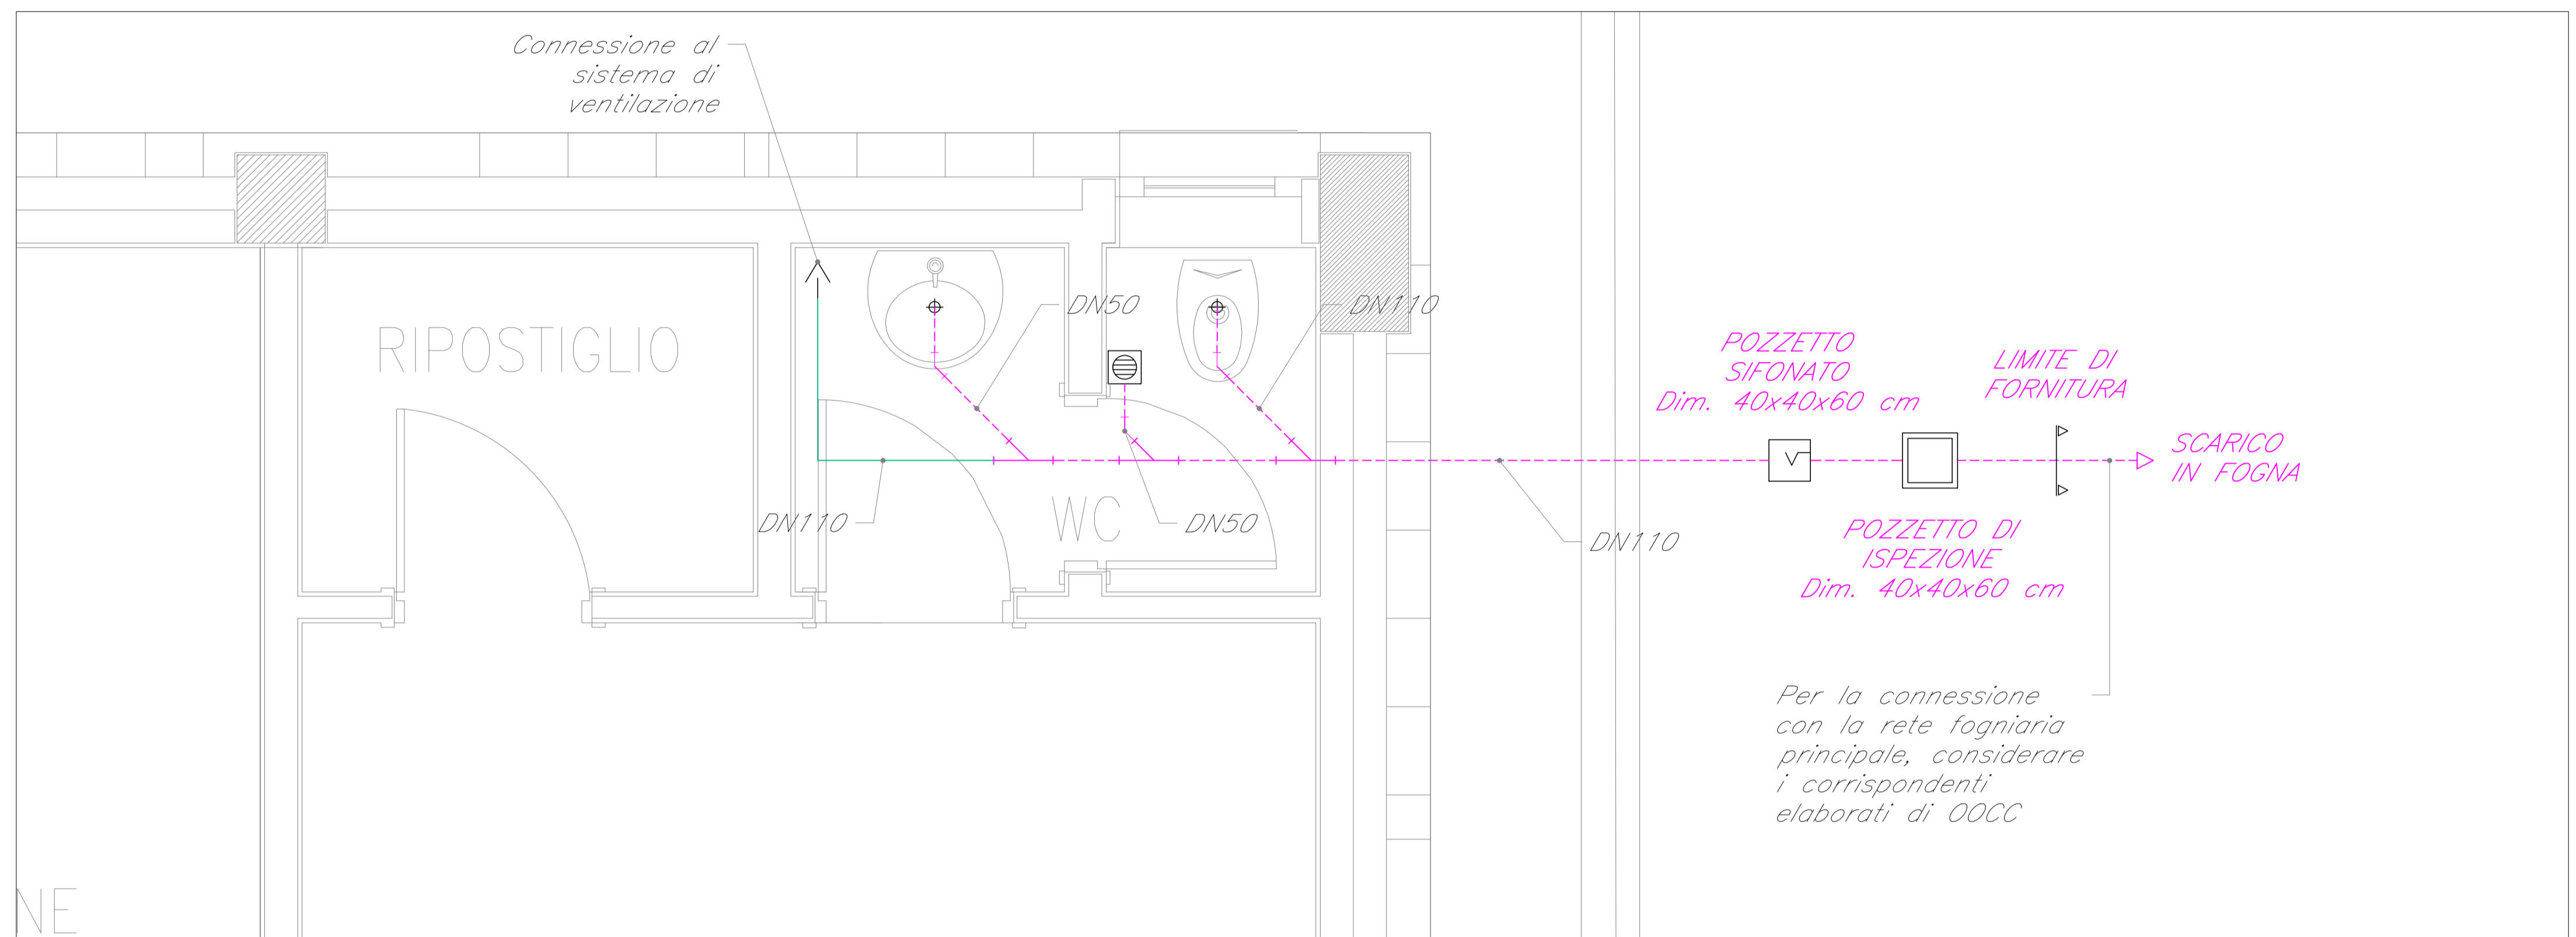 Connessione al
sistema di
ventilazione
RIPOSTIGLIO
DN50
DN110
DN110
WC
DN50
DN110
POZZETTO
SIFONATO
Dim. 40x40x60 cm
LIMITE DI
FORNITURA
SCARICO
IN FOGNA
POZZETTO DI
ISPEZIONE
Dim. 40x40x60 cm
Per la connessione
con la rete fogniaria
principale, considerare
i corrispondenti
elaborati di OOCC
NE